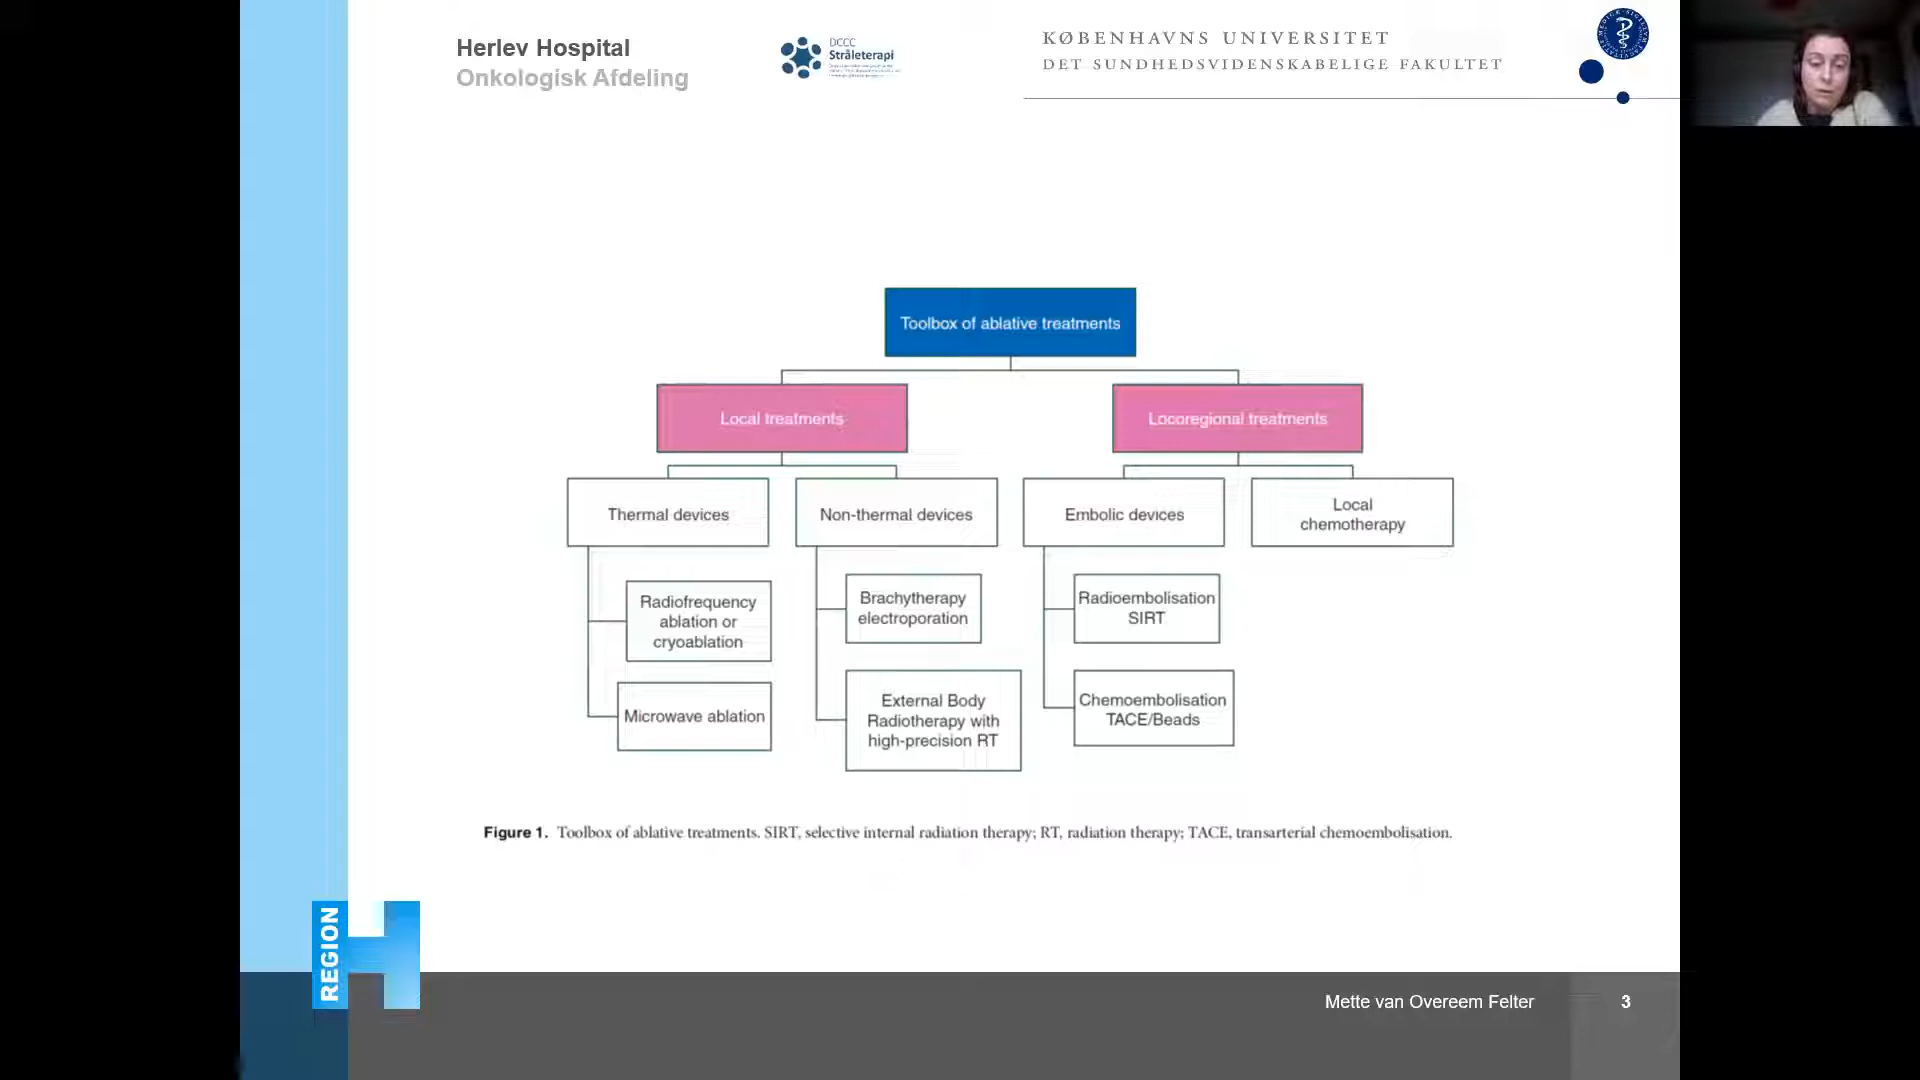 Herlev Hospital
Onkologisk Afdeling
DCCC
Stråleterapi
KØBENHAVNS UNIVERSITET
DET SUNDHEDSVIDENSKABELIGE FAKULTET
Toolbox of ablative treatments
Local treatments
Locoregional treatments
Thermal devices
Non-thermal devices
Embolic devices
Local
chemotherapy
Radiofrequency
ablation or
cryoablation
Brachytherapy
electroporation
Radioembolisation
SIRT
Microwave ablation
External Body
Radiotherapy with
high-precision RT
Chemoembolisation
TACE/Beads
Figure 1. Toolbox of ablative treatments. SIRT, selective internal radiation therapy; RT, radiation therapy; TACE, transarterial chemoembolisation.
REGION
Mette van Overeem Felter
3